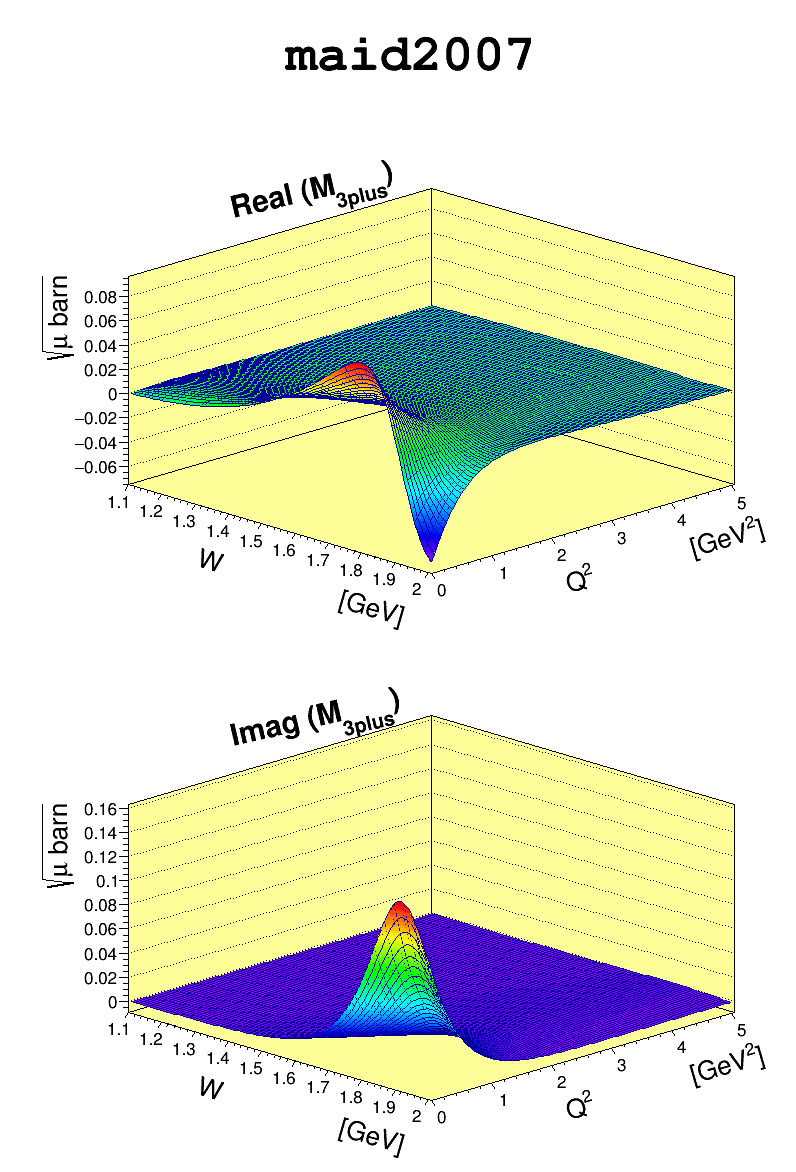 maid2007
Real (M3plus)
√μ barn
0.08
0.06
0.04
0.02
0
−0.02
−0.04
−0.06
1.1 1.2 1.3 1.4 1.5 1.6 1.7 1.8 1.9 2
W
[GeV]
0 1 2 3 4 5
Q²
[GeV²]
Imag (M3plus)
√μ barn
0.16
0.14
0.12
0.1
0.08
0.06
0.04
0.02
0
1.1 1.2 1.3 1.4 1.5 1.6 1.7 1.8 1.9 2
W
[GeV]
0 1 2 3 4 5
Q²
[GeV²]